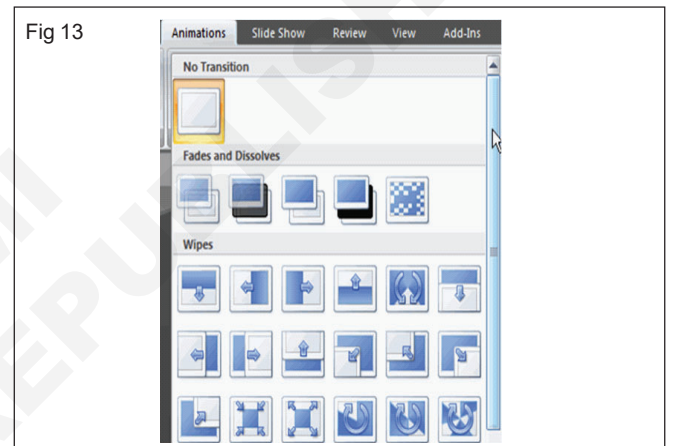 Fig 13
Animations Slide Show Review View Add-Ins
No Transition
Fades and Dissolves
Wipes